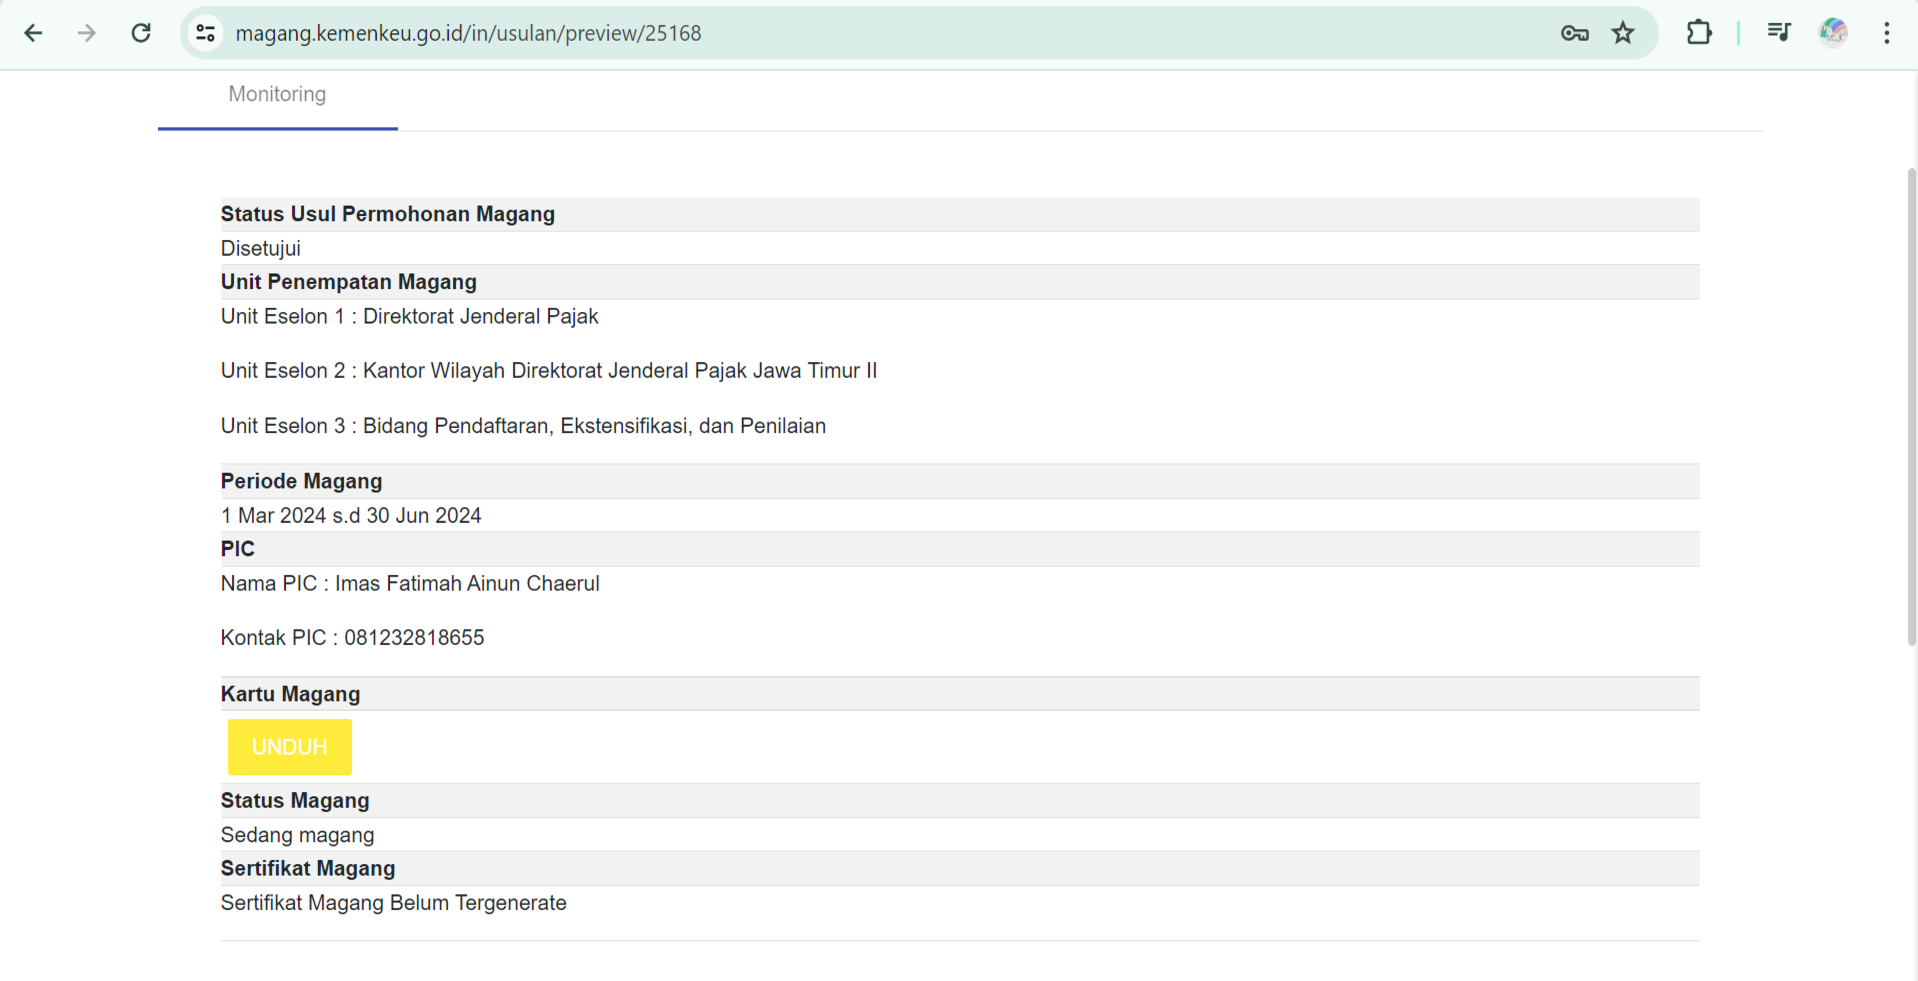 magang.kemenkeu.go.id/in/usulan/preview/25168
Monitoring
Status Usul Permohonan Magang
Disetujui
Unit Penempatan Magang
Unit Eselon 1 : Direktorat Jenderal Pajak
Unit Eselon 2 : Kantor Wilayah Direktorat Jenderal Pajak Jawa Timur II
Unit Eselon 3 : Bidang Pendaftaran, Ekstensifikasi, dan Penilaian
Periode Magang
1 Mar 2024 s.d 30 Jun 2024
PIC
Nama PIC : Imas Fatimah Ainun Chaerul
Kontak PIC : 081232818655
Kartu Magang
UNDUH
Status Magang
Sedang magang
Sertifikat Magang
Sertifikat Magang Belum Tergenerate